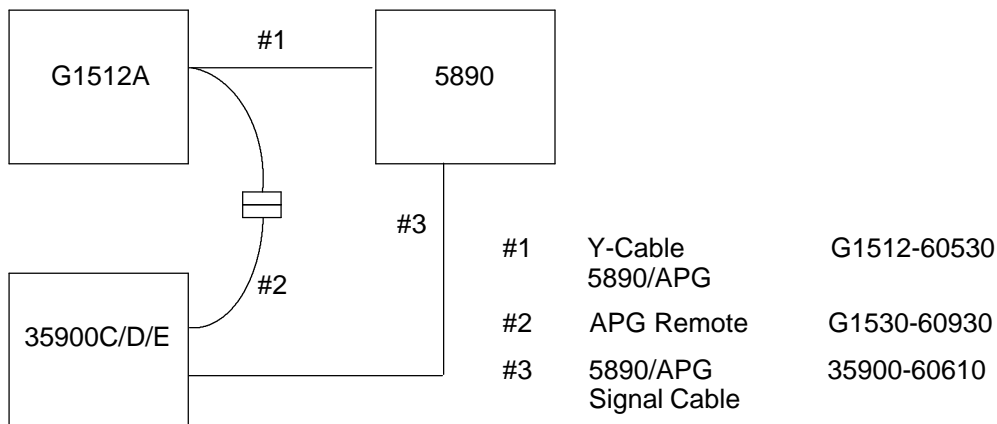 #1
G1512A
5890
#3
#2
35900C/D/E
#1 Y-Cable G1512-60530
5890/APG
#2 APG Remote G1530-60930
#3 5890/APG 35900-60610
Signal Cable